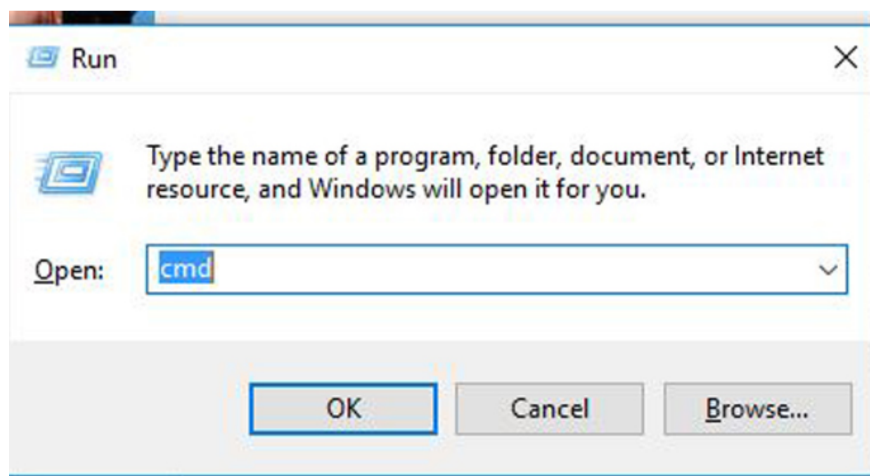 Run
Type the name of a program, folder, document, or Internet
resource, and Windows will open it for you.
Open: cmd
OK Cancel Browse...